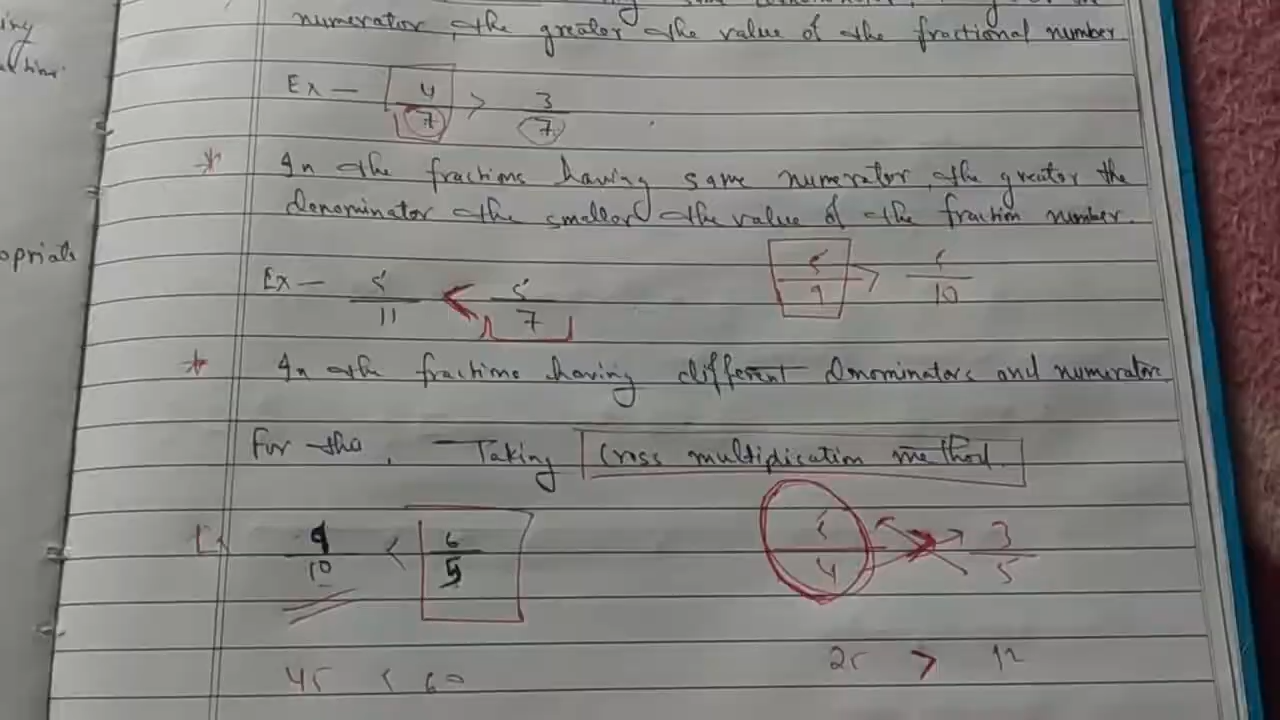 ing
numerator, the greater the value of the fractional number
Ex – 4/7 > 3/7
* In the fractions having same numerator, the greater the
denominator the smaller the value of the fraction number.
opriate
5/9 > 5/10
Ex – 5/11 < 5/7
* In the fractions having different denominators and numerator
For the . Taking Cross multiplication method.
9/10 < 6/5 5/4 > 3/5
45 < 60 25 > 12